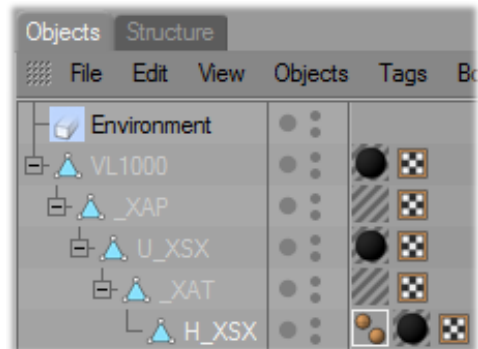 Objects Structure
File Edit View Objects Tags
Environment
VL1000
_XAP
U_XSX
_XAT
H_XSX